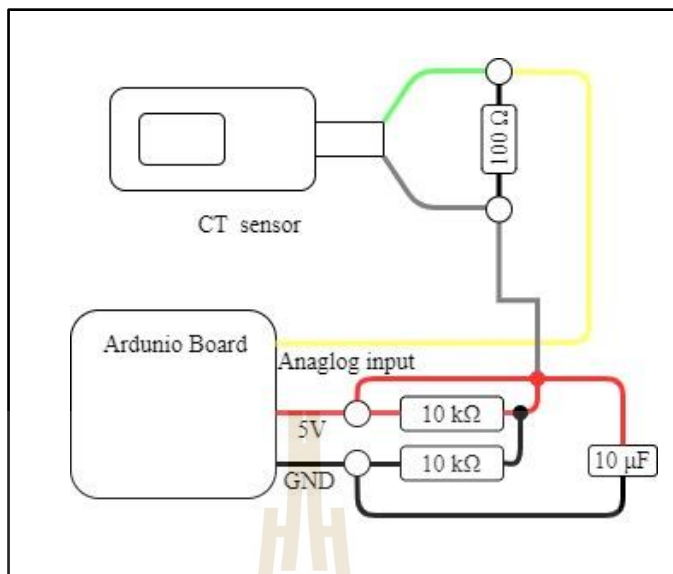 100 Ω
CT sensor
Ardunio Board
Anaglog input
5V
10 kΩ
10 kΩ
GND
10 µF